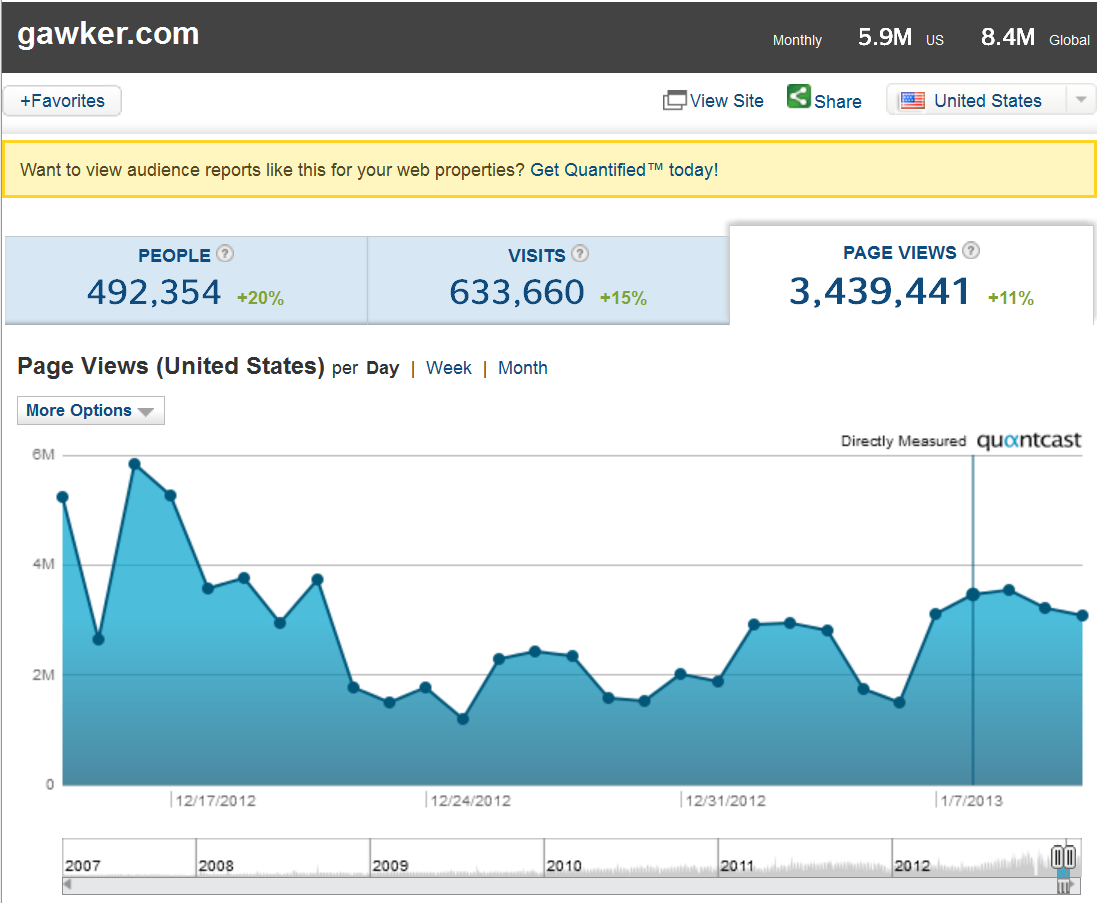 gawker.com
Monthly 5.9M US 8.4M Global
+Favorites
View Site Share United States
Want to view audience reports like this for your web properties? Get Quantified™ today!
PEOPLE ? VISITS ? PAGE VIEWS ?
492,354 +20% 633,660 +15% 3,439,441 +11%
Page Views (United States) per Day | Week | Month
More Options
Directly Measured quantcast
6M
4M
2M
0
12/17/2012 12/24/2012 12/31/2012 1/7/2013
2007 2008 2009 2010 2011 2012